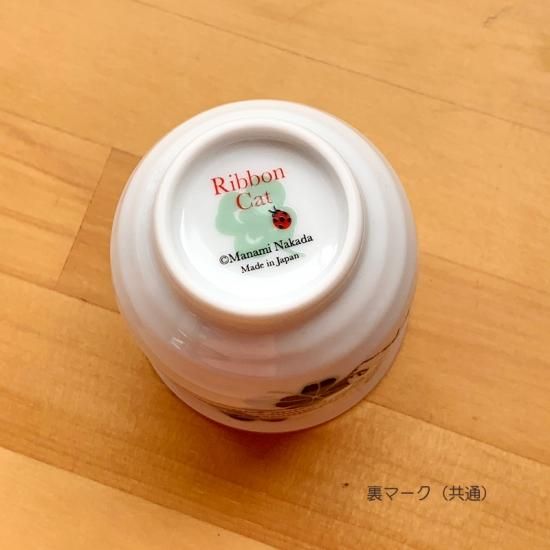 Ribbon
Cat
©Manami Nakada
Made in Japan
裏マーク（共通）